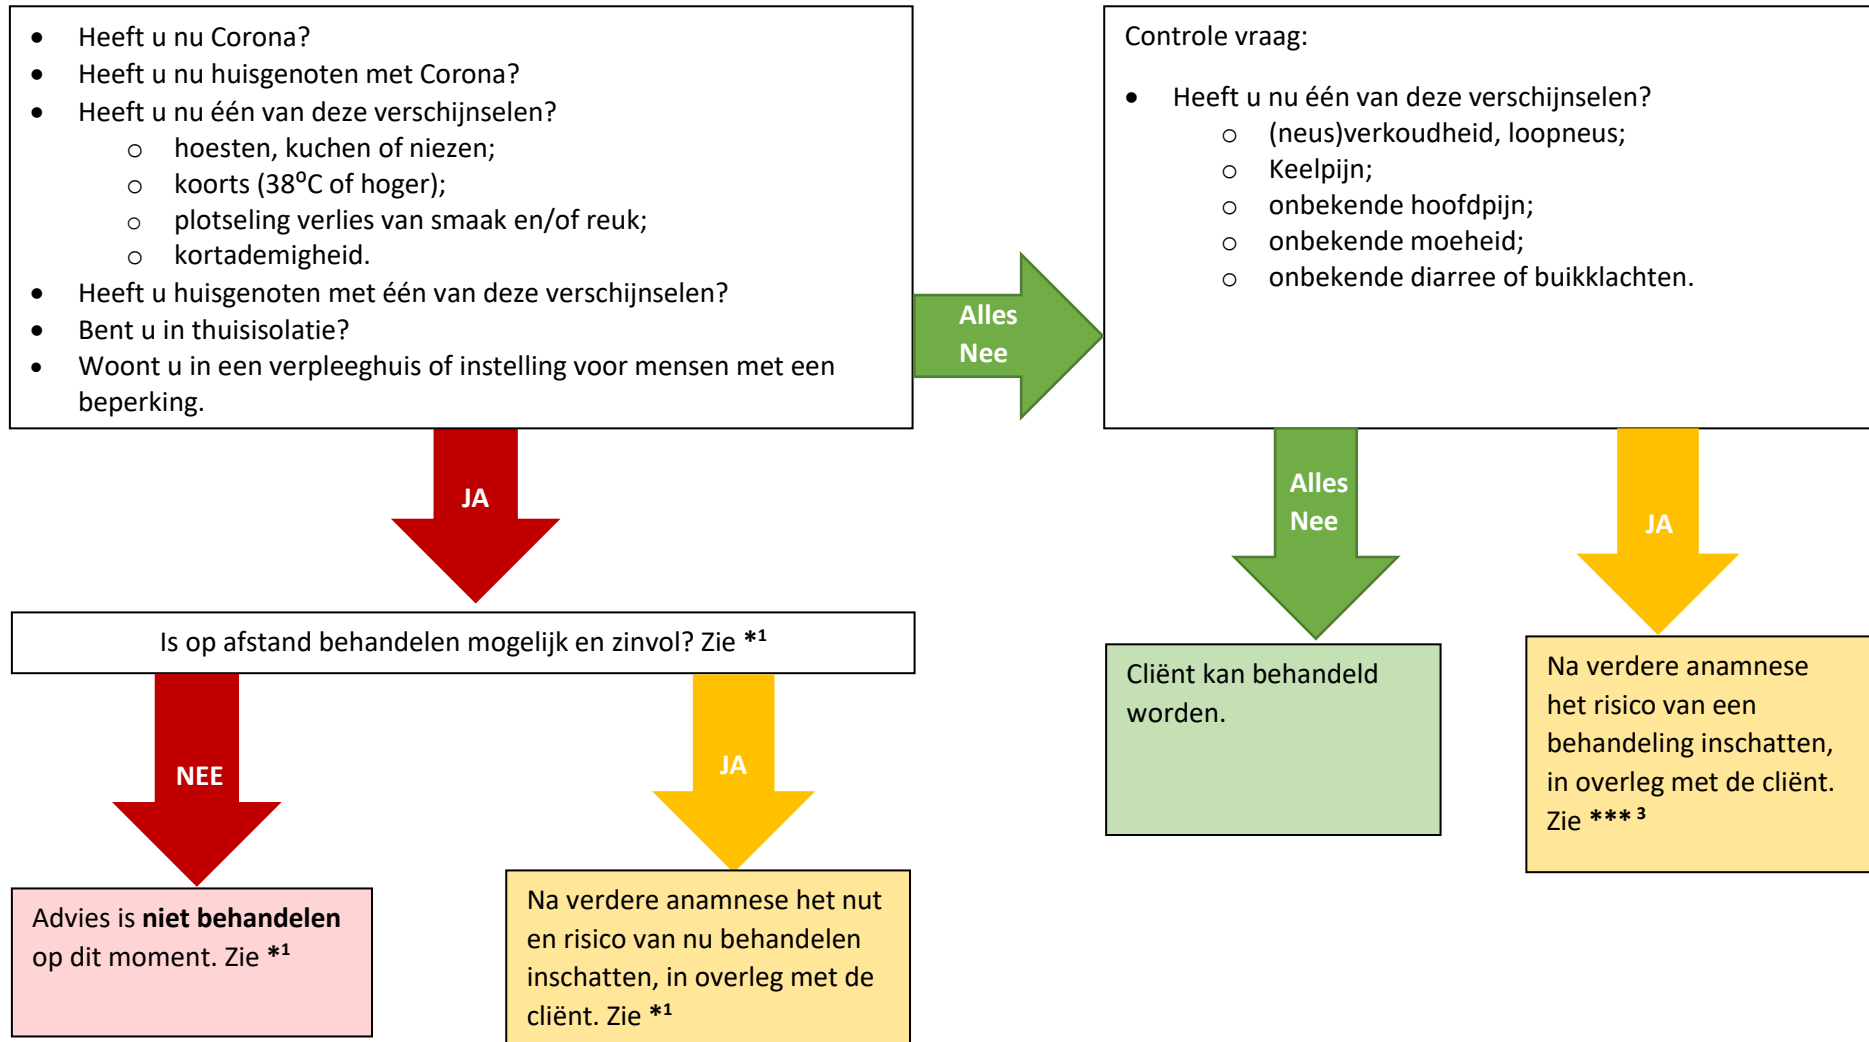 • Heeft u nu Corona?
• Heeft u nu huisgenoten met Corona?
• Heeft u nu één van deze verschijnselen?
o hoesten, kuchen of niezen;
o koorts (38⁰C of hoger);
o plotseling verlies van smaak en/of reuk;
o kortademigheid.
• Heeft u huisgenoten met één van deze verschijnselen?
• Bent u in thuisisolatie?
• Woont u in een verpleeghuis of instelling voor mensen met een
beperking.
Alles
Nee
Controle vraag:
• Heeft u nu één van deze verschijnselen?
o (neus)verkoudheid, loopneus;
o Keelpijn;
o onbekende hoofdpijn;
o onbekende moeheid;
o onbekende diarree of buikklachten.
JA
Alles
Nee
JA
Is op afstand behandelen mogelijk en zinvol? Zie *¹
NEE
JA
Cliënt kan behandeld
worden.
Na verdere anamnese
het risico van een
behandeling inschatten,
in overleg met de cliënt.
Zie *** ³
Advies is niet behandelen
op dit moment. Zie *¹
Na verdere anamnese het nut
en risico van nu behandelen
inschatten, in overleg met de
cliënt. Zie *¹